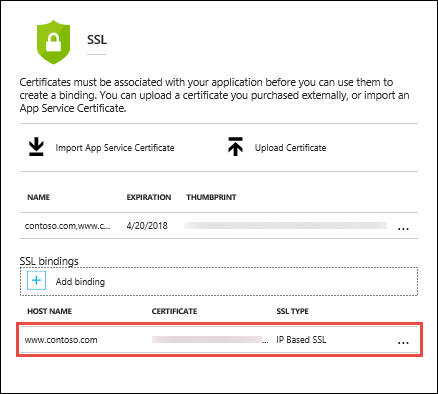 SSL
Certificates must be associated with your application before you can use them to
create a binding. You can upload a certificate you purchased externally, or import an
App Service Certificate.
Import App Service Certificate Upload Certificate
NAME EXPIRATION THUMBPRINT
contoso.com,www.c... 4/20/2018 ...
SSL bindings
+ Add binding
HOST NAME CERTIFICATE SSL TYPE
www.contoso.com ... IP Based SSL ...